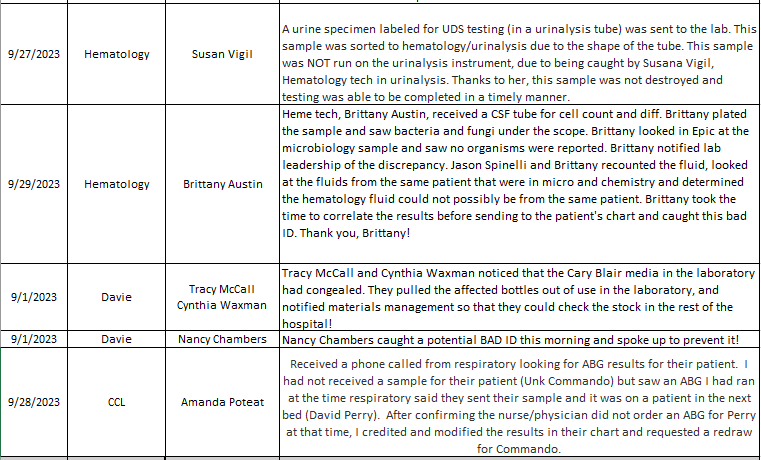 A urine specimen labeled for UDS testing (in a urinalysis tube) was sent to the lab. This
sample was sorted to hematology/urinalysis due to the shape of the tube. This sample
9/27/2023 Hematology Susan Vigil was NOT run on the urinalysis instrument, due to being caught by Susana Vigil,
Hematology tech in urinalysis. Thanks to her, this sample was not destroyed and
testing was able to be completed in a timely manner.
Heme tech, Brittany Austin, received a CSF tube for cell count and diff. Brittany plated
the sample and saw bacteria and fungi under the scope. Brittany looked in Epic at the
microbiology sample and saw no organisms were reported. Brittany notified lab
9/29/2023 Hematology Brittany Austin leadership of the discrepancy. Jason Spinelli and Brittany recounted the fluid, looked
at the fluids from the same patient that were in micro and chemistry and determined
the hematology fluid could not possibly be from the same patient. Brittany took the
time to correlate the results before sending to the patient's chart and caught this bad
ID. Thank you, Brittany!
Tracy McCall and Cynthia Waxman noticed that the Cary Blair media in the laboratory
9/1/2023 Davie Tracy McCall Cynthia Waxman had congealed. They pulled the affected bottles out of use in the laboratory, and
notified materials management so that they could check the stock in the rest of the
hospital!
9/1/2023 Davie Nancy Chambers Nancy Chambers caught a potential BAD ID this morning and spoke up to prevent it!
Received a phone called from respiratory looking for ABG results for their patient. I
had not received a sample for their patient (Unk Commando) but saw an ABG I had ran
9/28/2023 CCL Amanda Poteat at the time respiratory said they sent their sample and it was on a patient in the next
bed (David Perry). After confirming the nurse/physician did not order an ABG for Perry
at that time, I credited and modified the results in their chart and requested a redraw
for Commando.